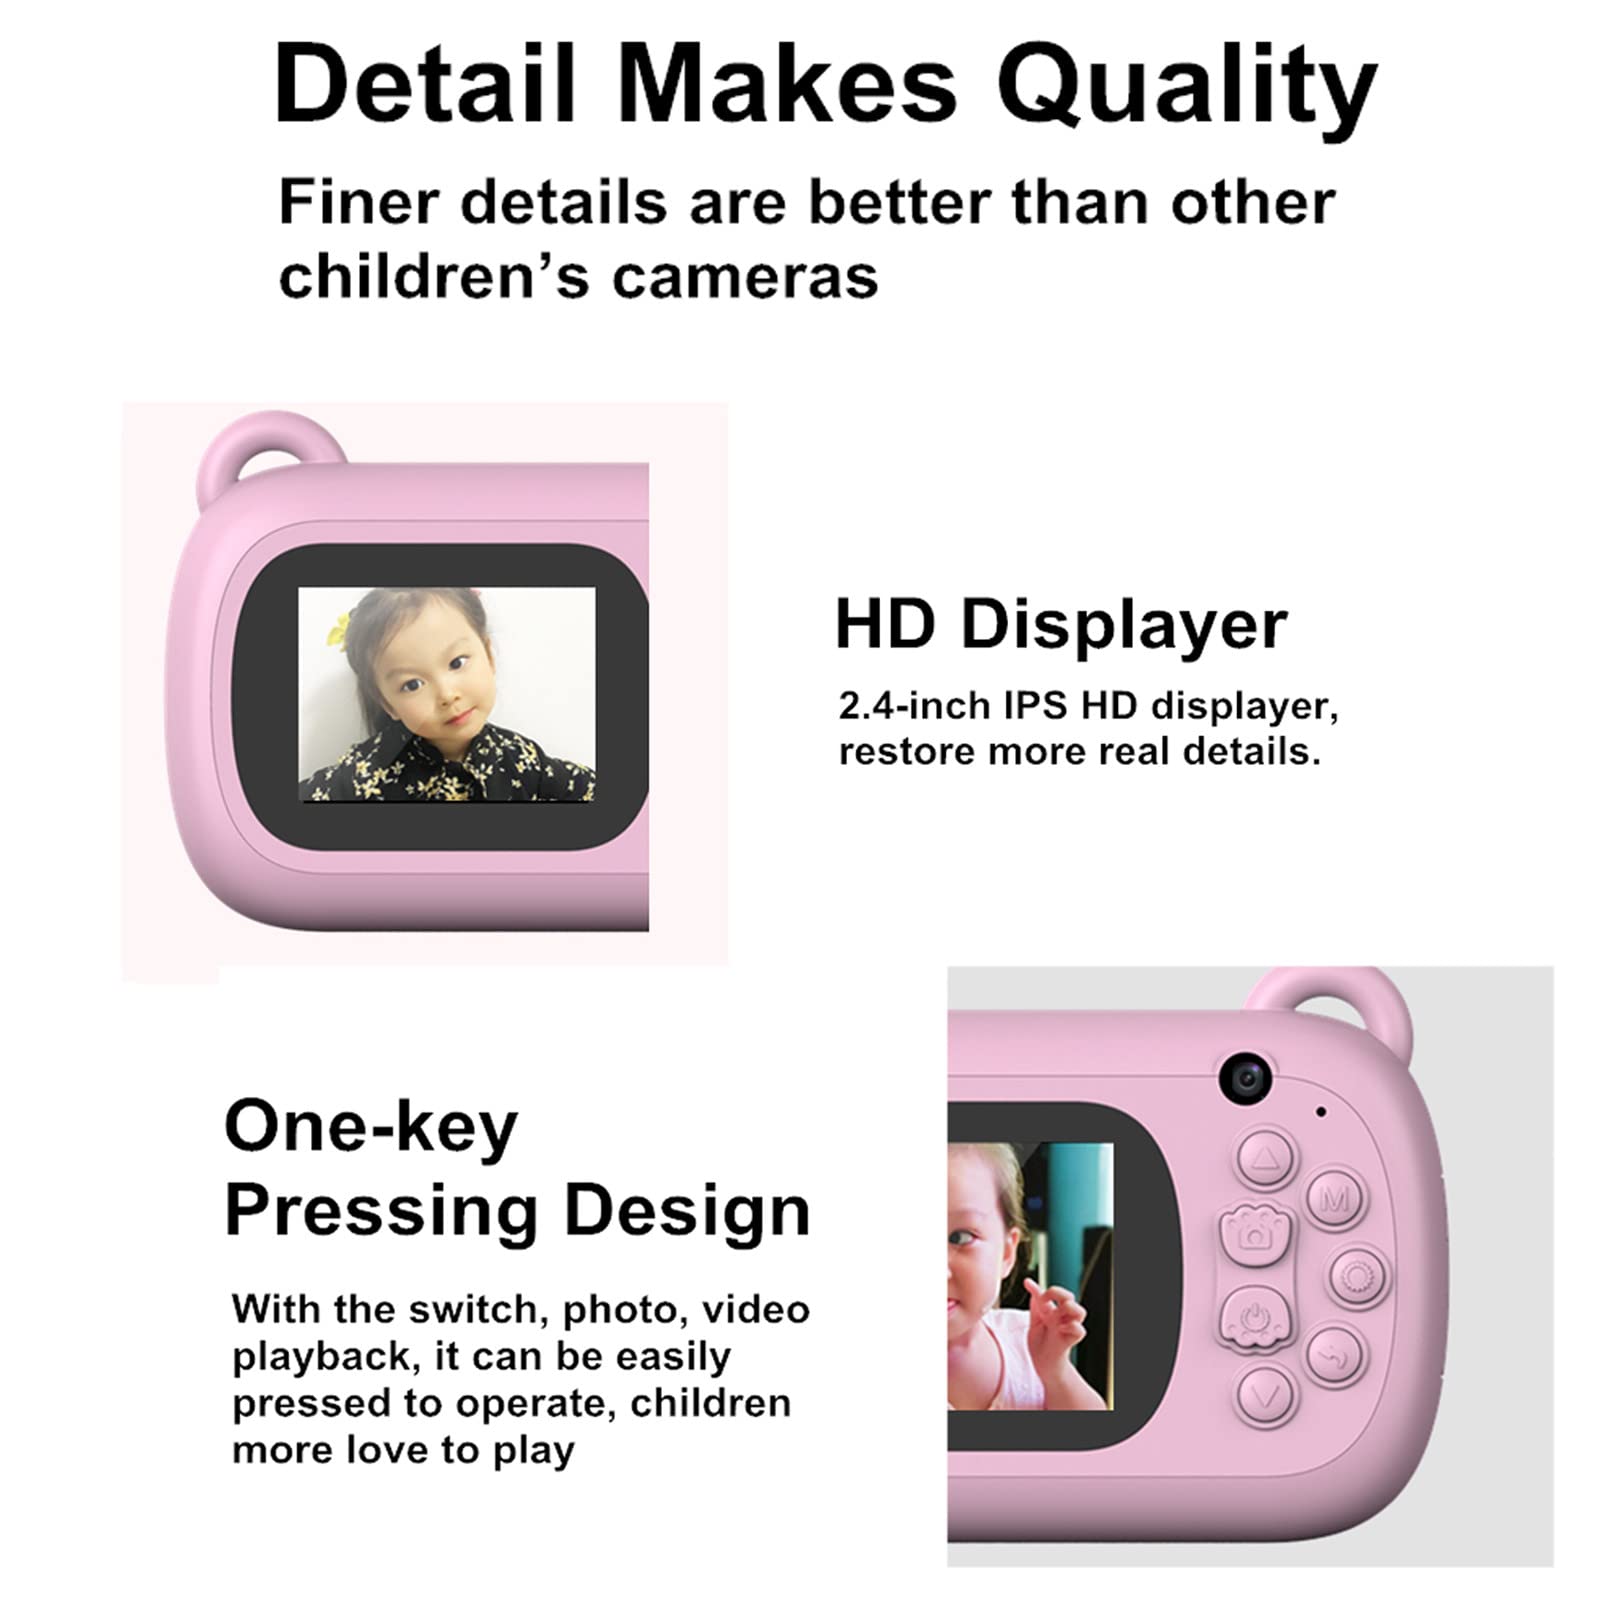 Detail Makes Quality
Finer details are better than other
children’s cameras
HD Displayer
2.4-inch IPS HD displayer,
restore more real details.
One-key
Pressing Design
With the switch, photo, video
playback, it can be easily
pressed to operate, children
more love to play
M